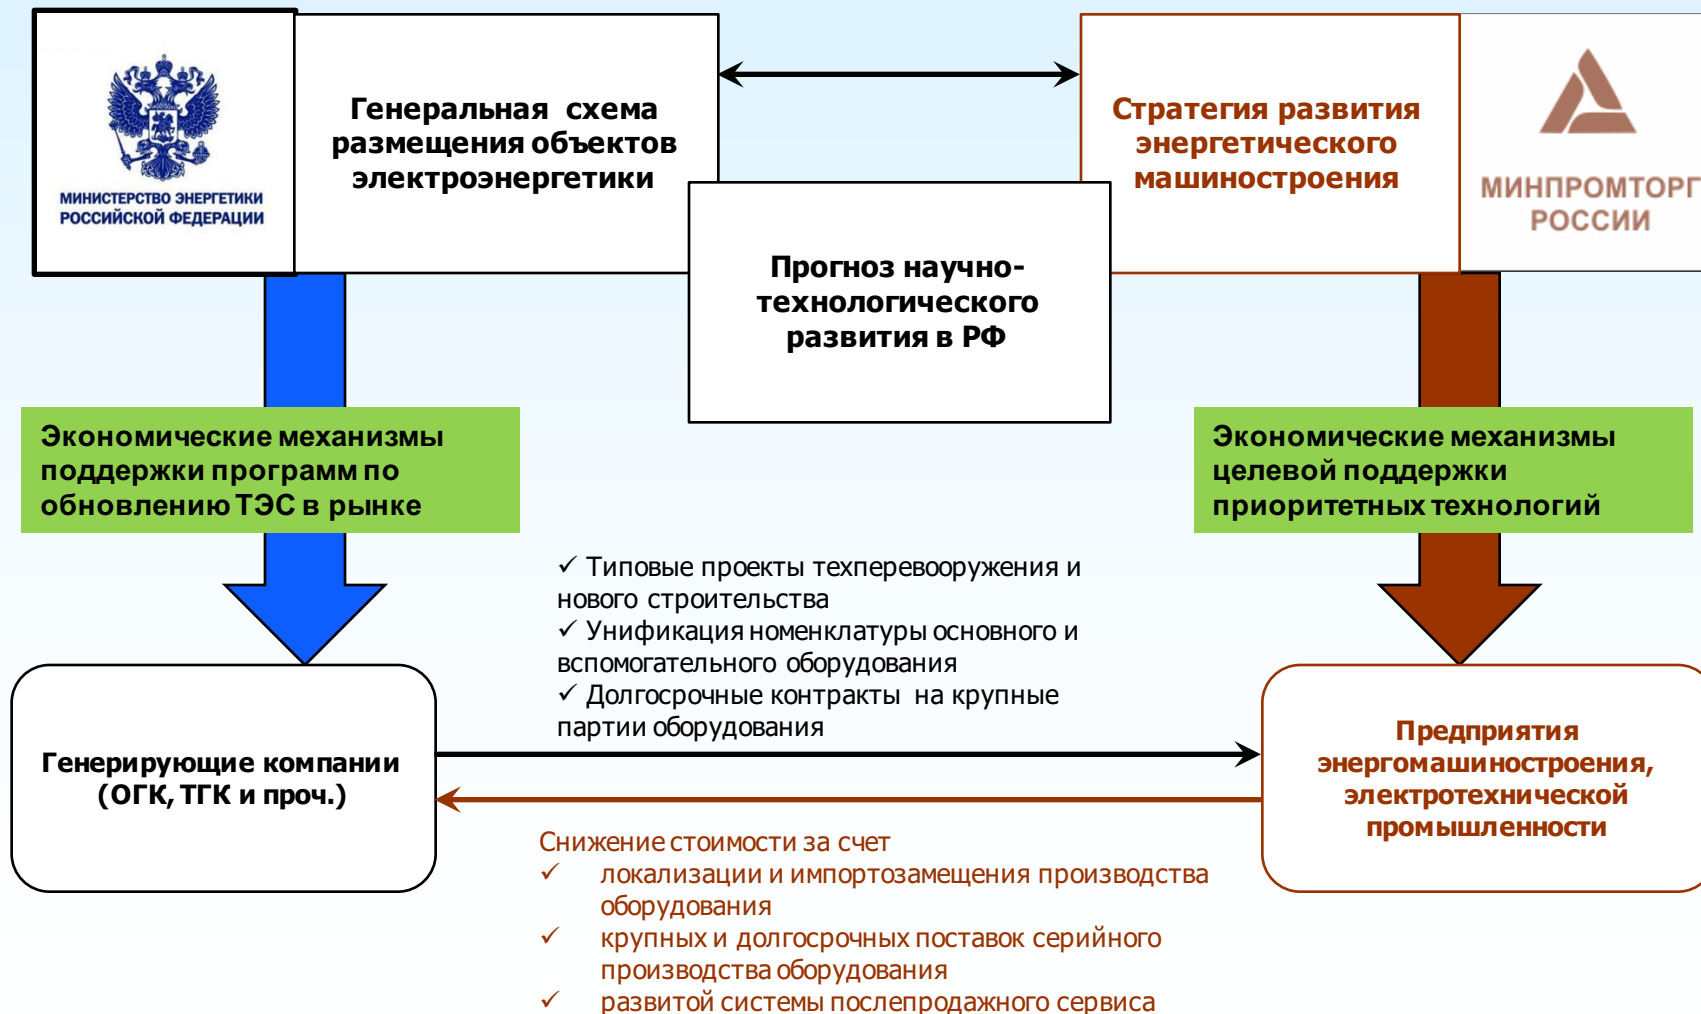 МИНИСТЕРСТВО ЭНЕРГЕТИКИ
РОССИЙСКОЙ ФЕДЕРАЦИИ
Генеральная схема
размещения объектов
электроэнергетики
Стратегия развития
энергетического
машиностроения
МИНПРОМТОРГ
РОССИИ
Прогноз научно-
технологического
развития в РФ
Экономические механизмы
поддержки программ по
обновлению ТЭС в рынке
Экономические механизмы
целевой поддержки
приоритетных технологий
✓ Типовые проекты техперевооружения и
нового строительства
✓ Унификация номенклатуры основного и
вспомогательного оборудования
✓ Долгосрочные контракты на крупные
партии оборудования
Генерирующие компании
(ОГК, ТГК и проч.)
Предприятия
энергомашиностроения,
электротехнической
промышленности
Снижение стоимости за счет
✓ локализации и импортозамещения производства
оборудования
✓ крупных и долгосрочных поставок серийного
производства оборудования
✓ развитой системы послепродажного сервиса